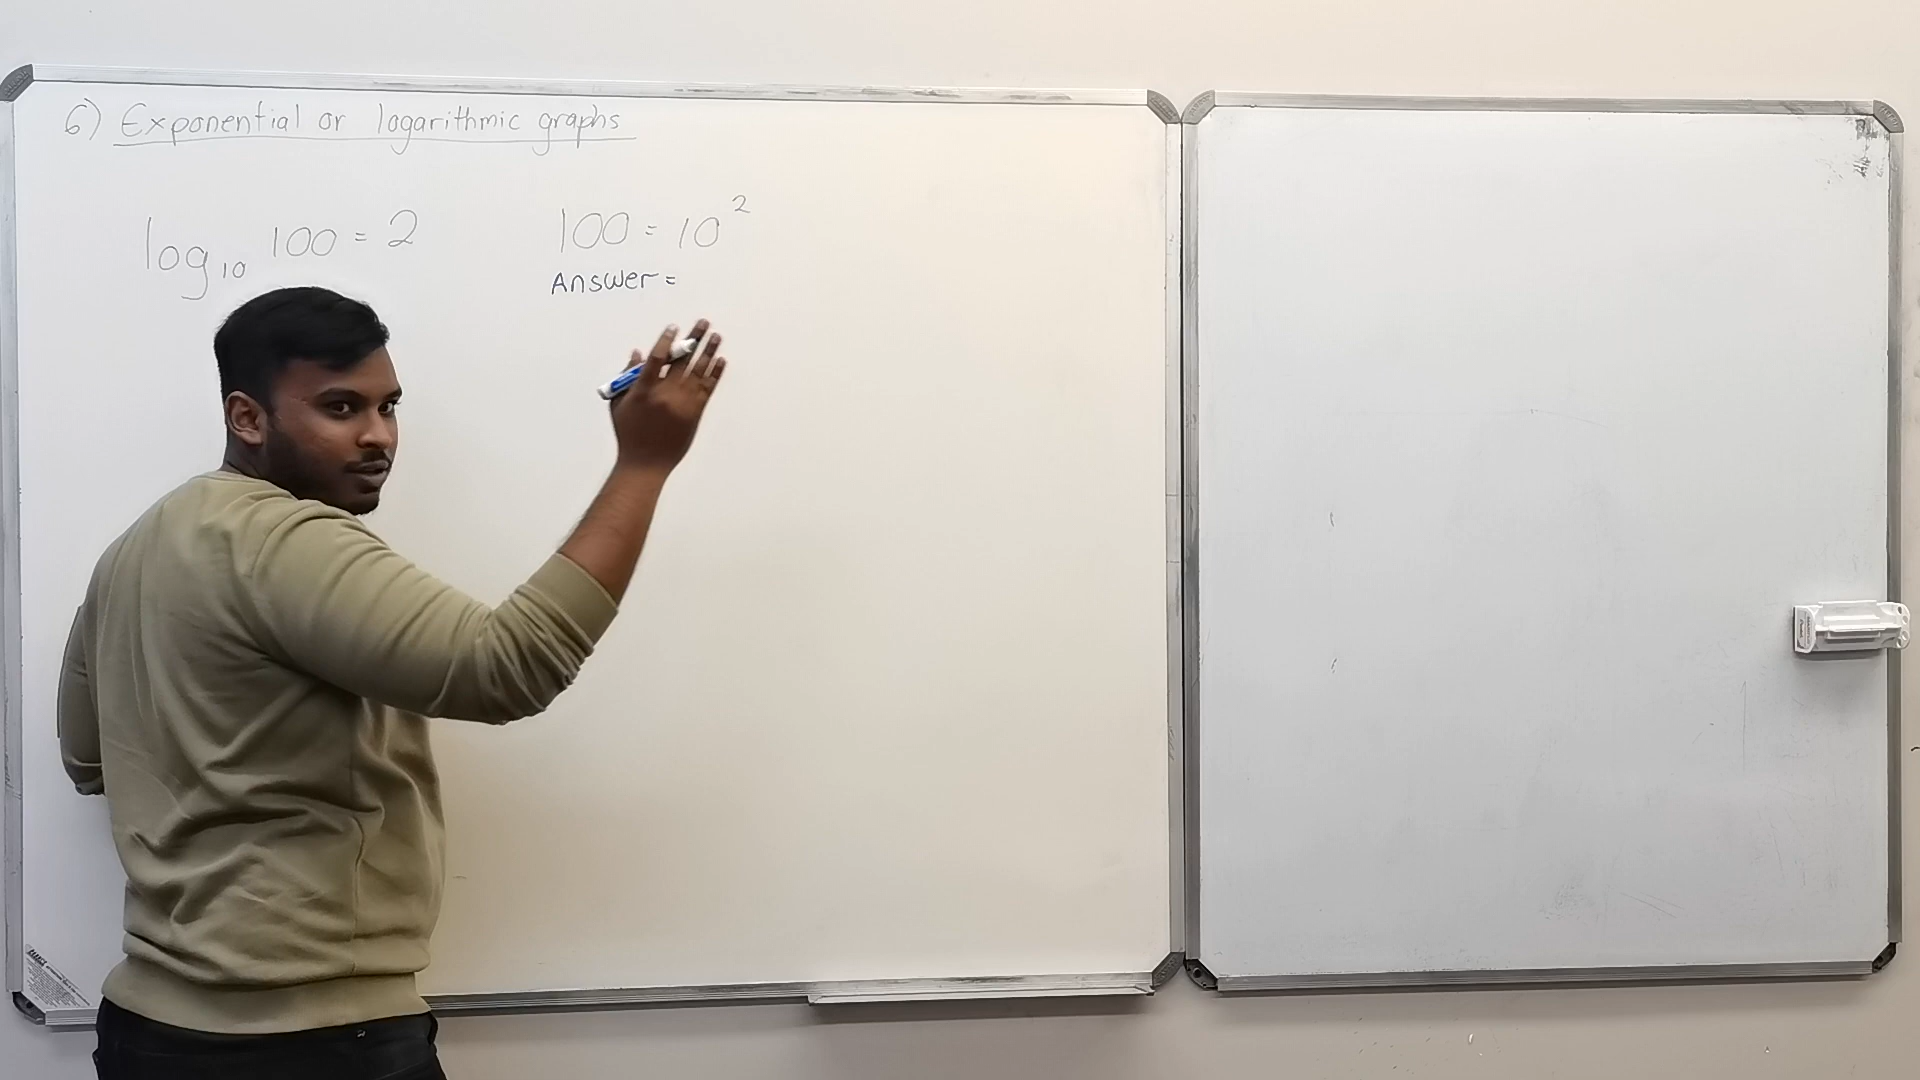 6) Exponential or logarithmic graphs
log₁₀ 100 = 2
100 = 10²
Answer =